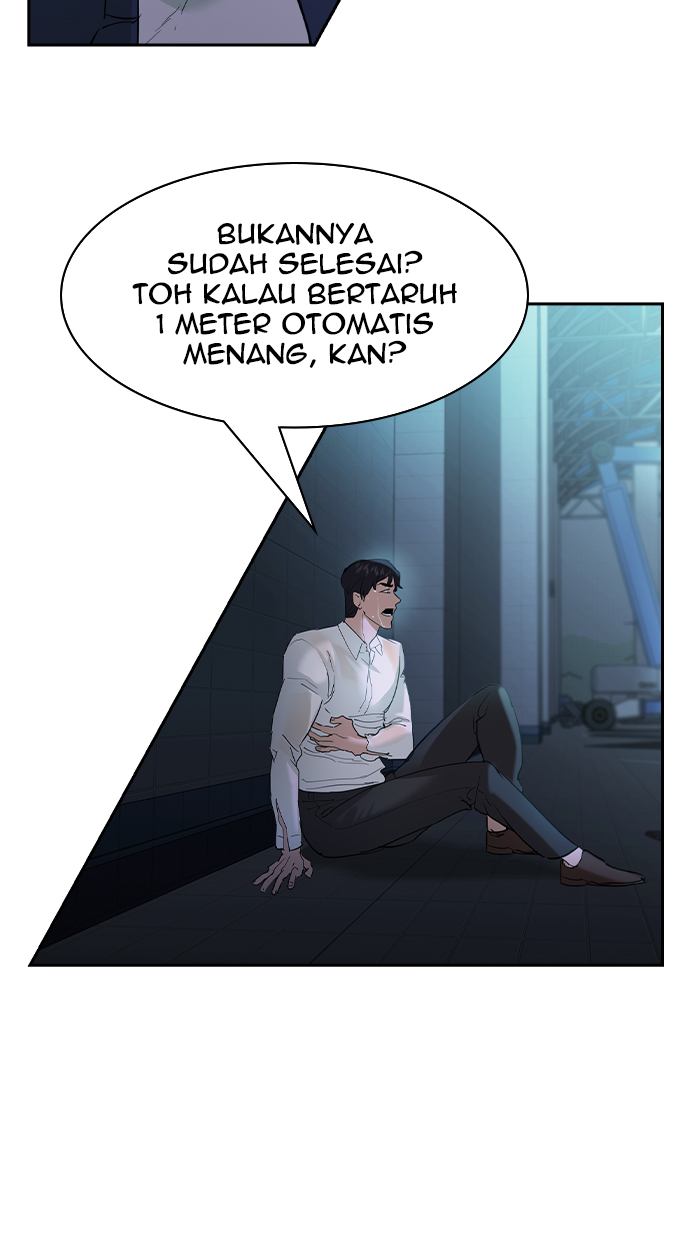 BUKANNYA
SUDAH SELESAI?
TOH KALAU BERTARUH
1 METER OTOMATIS
MENANG, KAN?